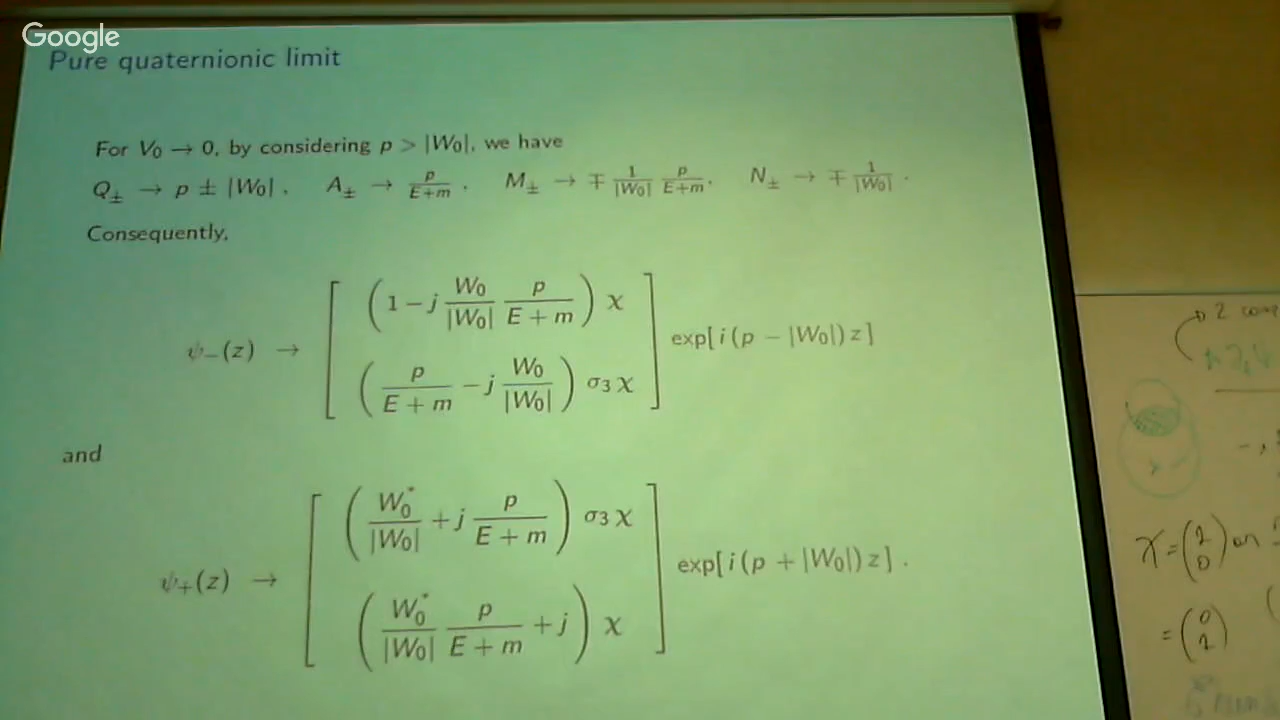 Google
Pure quaternionic limit
For V₀ → 0, by considering p > |W₀|, we have
Q± → p ± |W₀| , A± → p/(E+m) , M± → ∓ 1/|W₀| p/(E+m) , N± → ∓ 1/|W₀| .
Consequently,
ψ₋(z) → [ (1 − j W₀/|W₀| p/(E + m)) χ ; (p/(E + m) − j W₀/|W₀|) σ₃ χ ] exp[ i (p − |W₀|) z ]
and
ψ₊(z) → [ (W₀*/|W₀| + j p/(E + m)) σ₃ χ ; (W₀*/|W₀| p/(E + m) + j) χ ] exp[ i (p + |W₀|) z ] .
2
χ = (1 0) or
= (0 1)